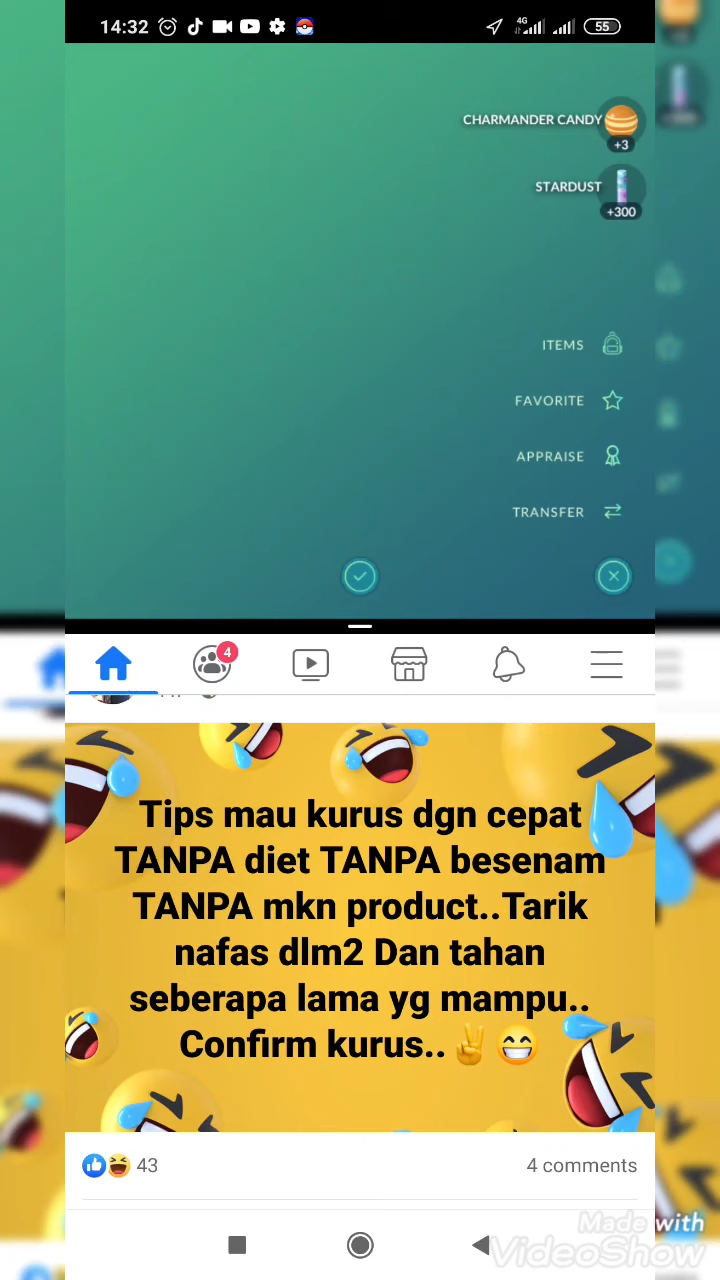 14:32
4G
55
CHARMANDER CANDY
+3
STARDUST
+300
ITEMS
FAVORITE
APPRAISE
TRANSFER
4
Tips mau kurus dgn cepat
TANPA diet TANPA besenam
TANPA mkn product..Tarik
nafas dlm2 Dan tahan
seberapa lama yg mampu..
Confirm kurus..✌️😁
43
4 comments
Made with
VideoShow